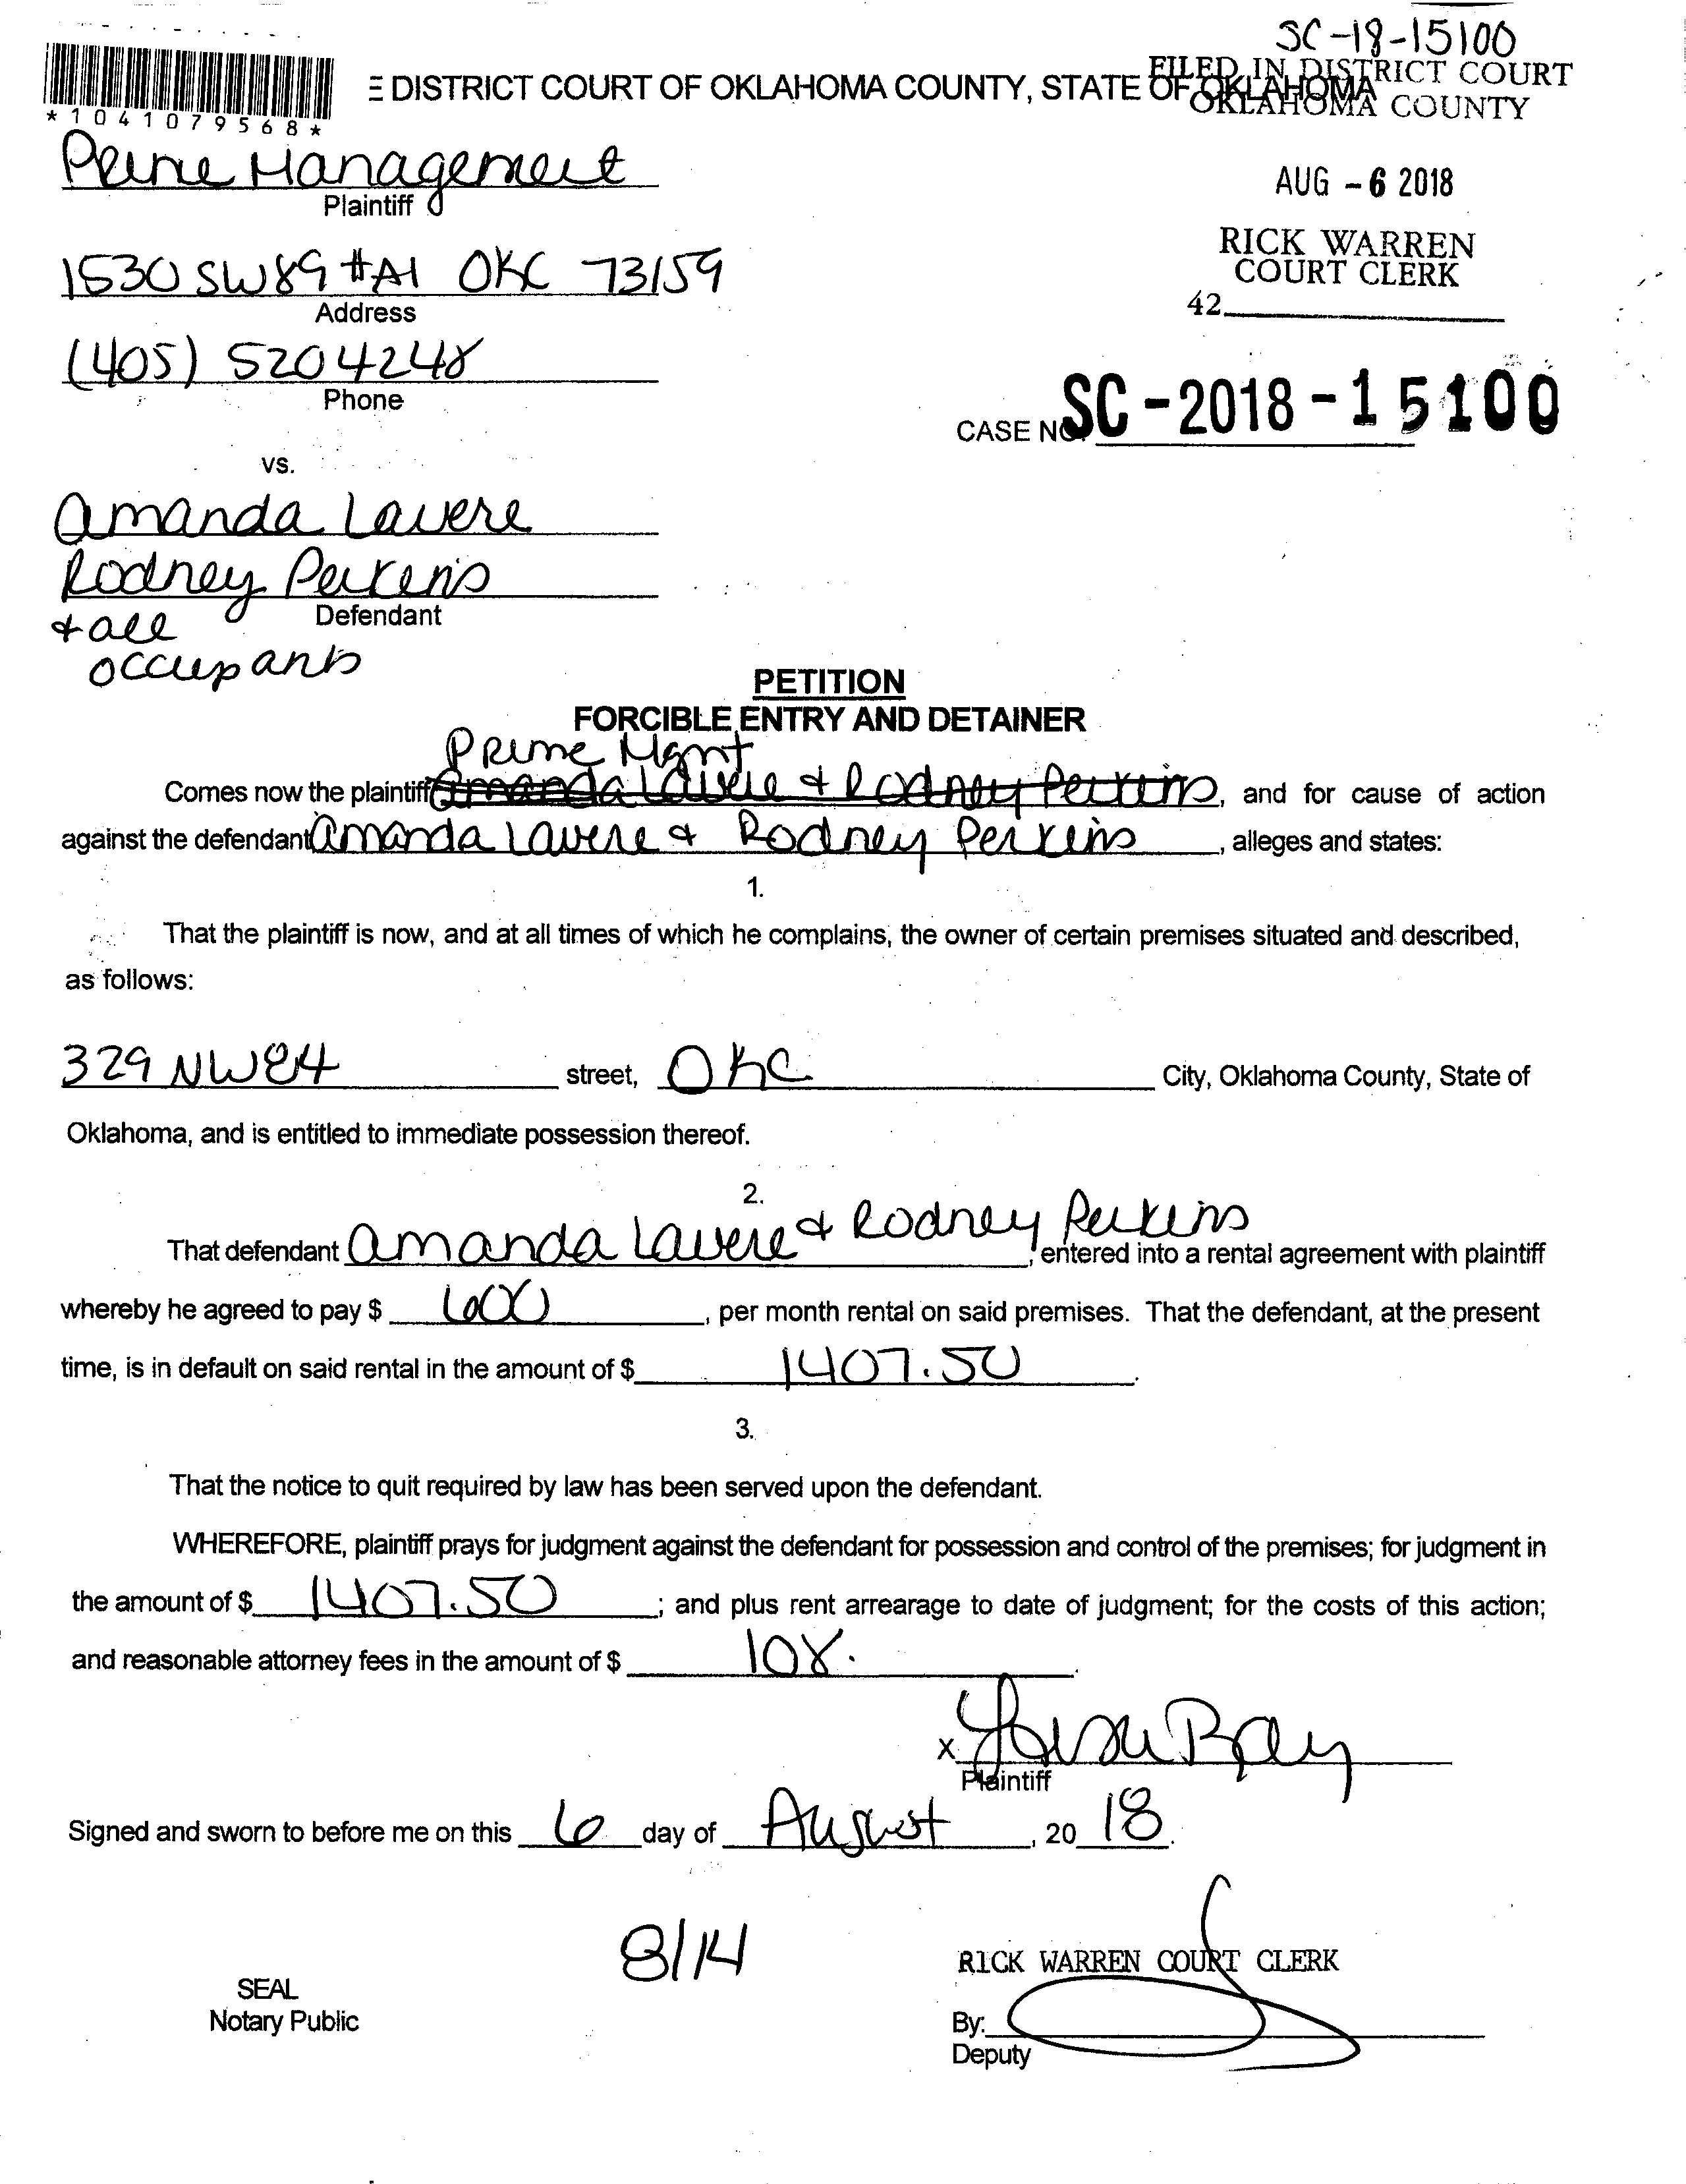 SC-18-15100
E DISTRICT COURT OF OKLAHOMA COUNTY, STATE OF OKLAHOMA
FILED IN DISTRICT COURT
OKLAHOMA COUNTY
*1041079568*
Prime Management
Plaintiff
AUG -6 2018
1530 SW89 #A1 OKC 73159
Address
RICK WARREN
COURT CLERK
42
(405) 5204248
Phone
CASE NO. SC-2018-15100
vs.
Amanda Lavere
Rodney Perkins
Defendant
+ all
occupants
PETITION
FORCIBLE ENTRY AND DETAINER
Prime Mgmt
Comes now the plaintiff Amanda Lavere + Rodney Perkins, and for cause of action
against the defendant Amanda Lavere + Rodney Perkins, alleges and states:
1.
That the plaintiff is now, and at all times of which he complains, the owner of certain premises situated and described,
as follows:
329 NW84 street, OKC City, Oklahoma County, State of
Oklahoma, and is entitled to immediate possession thereof.
2.
That defendant Amanda Lavere + Rodney Perkins, entered into a rental agreement with plaintiff
whereby he agreed to pay $ 600, per month rental on said premises. That the defendant, at the present
time, is in default on said rental in the amount of $ 1407.50.
3.
That the notice to quit required by law has been served upon the defendant.
WHEREFORE, plaintiff prays for judgment against the defendant for possession and control of the premises; for judgment in
the amount of $ 1407.50; and plus rent arrearage to date of judgment; for the costs of this action;
and reasonable attorney fees in the amount of $ 108.
X Lisa Bay
Plaintiff
Signed and sworn to before me on this 6 day of August, 20 18.
8/14
RICK WARREN COURT CLERK
SEAL
Notary Public
By:
Deputy